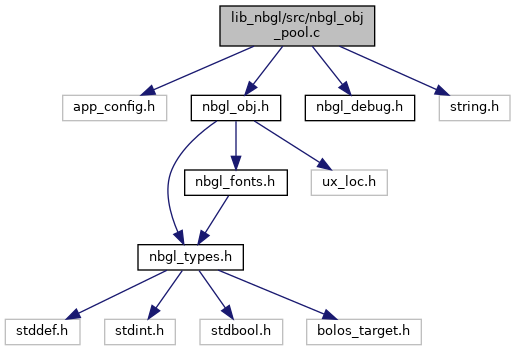 lib_nbgl/src/nbgl_obj
_pool.c
app_config.h
nbgl_obj.h
nbgl_debug.h
string.h
nbgl_fonts.h
ux_loc.h
nbgl_types.h
stddef.h
stdint.h
stdbool.h
bolos_target.h